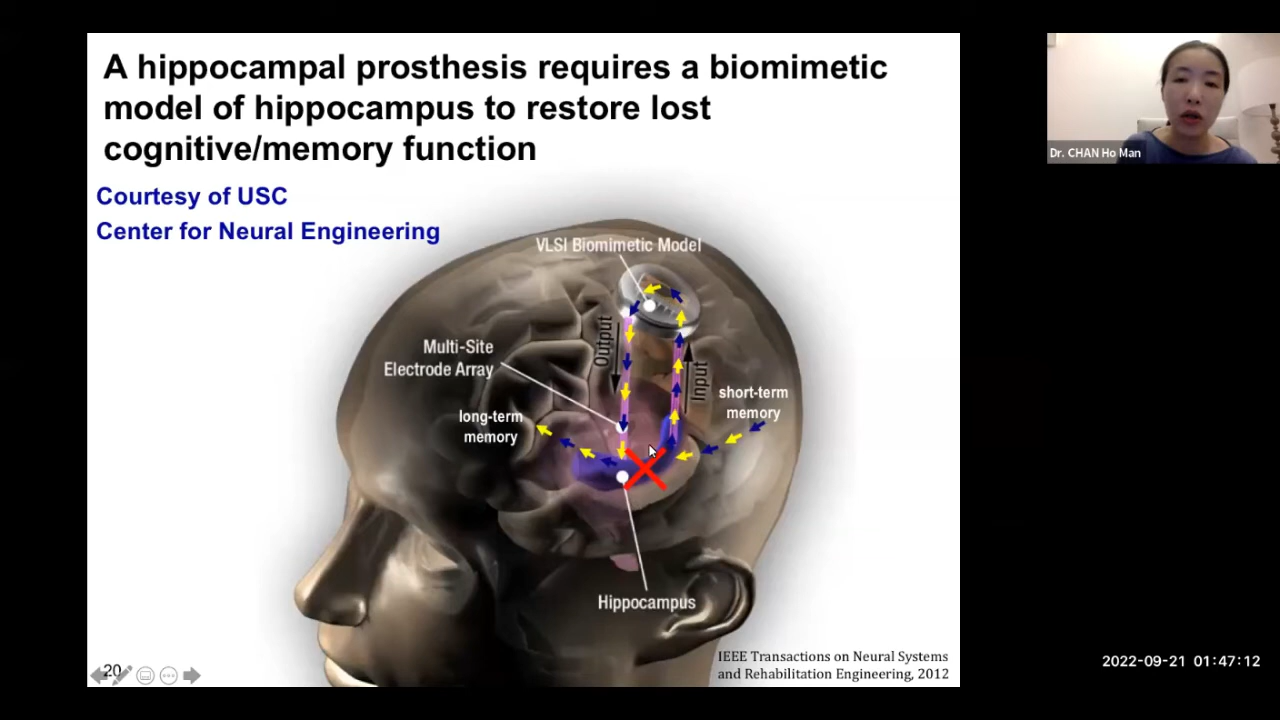 A hippocampal prosthesis requires a biomimetic
model of hippocampus to restore lost
cognitive/memory function
Courtesy of USC
Center for Neural Engineering
VLSI Biomimetic Model
Output
Input
Multi-Site
Electrode Array
short-term
memory
long-term
memory
Hippocampus
IEEE Transactions on Neural Systems
and Rehabilitation Engineering, 2012
20
Dr. CHAN Ho Man
2022-09-21 01:47:12